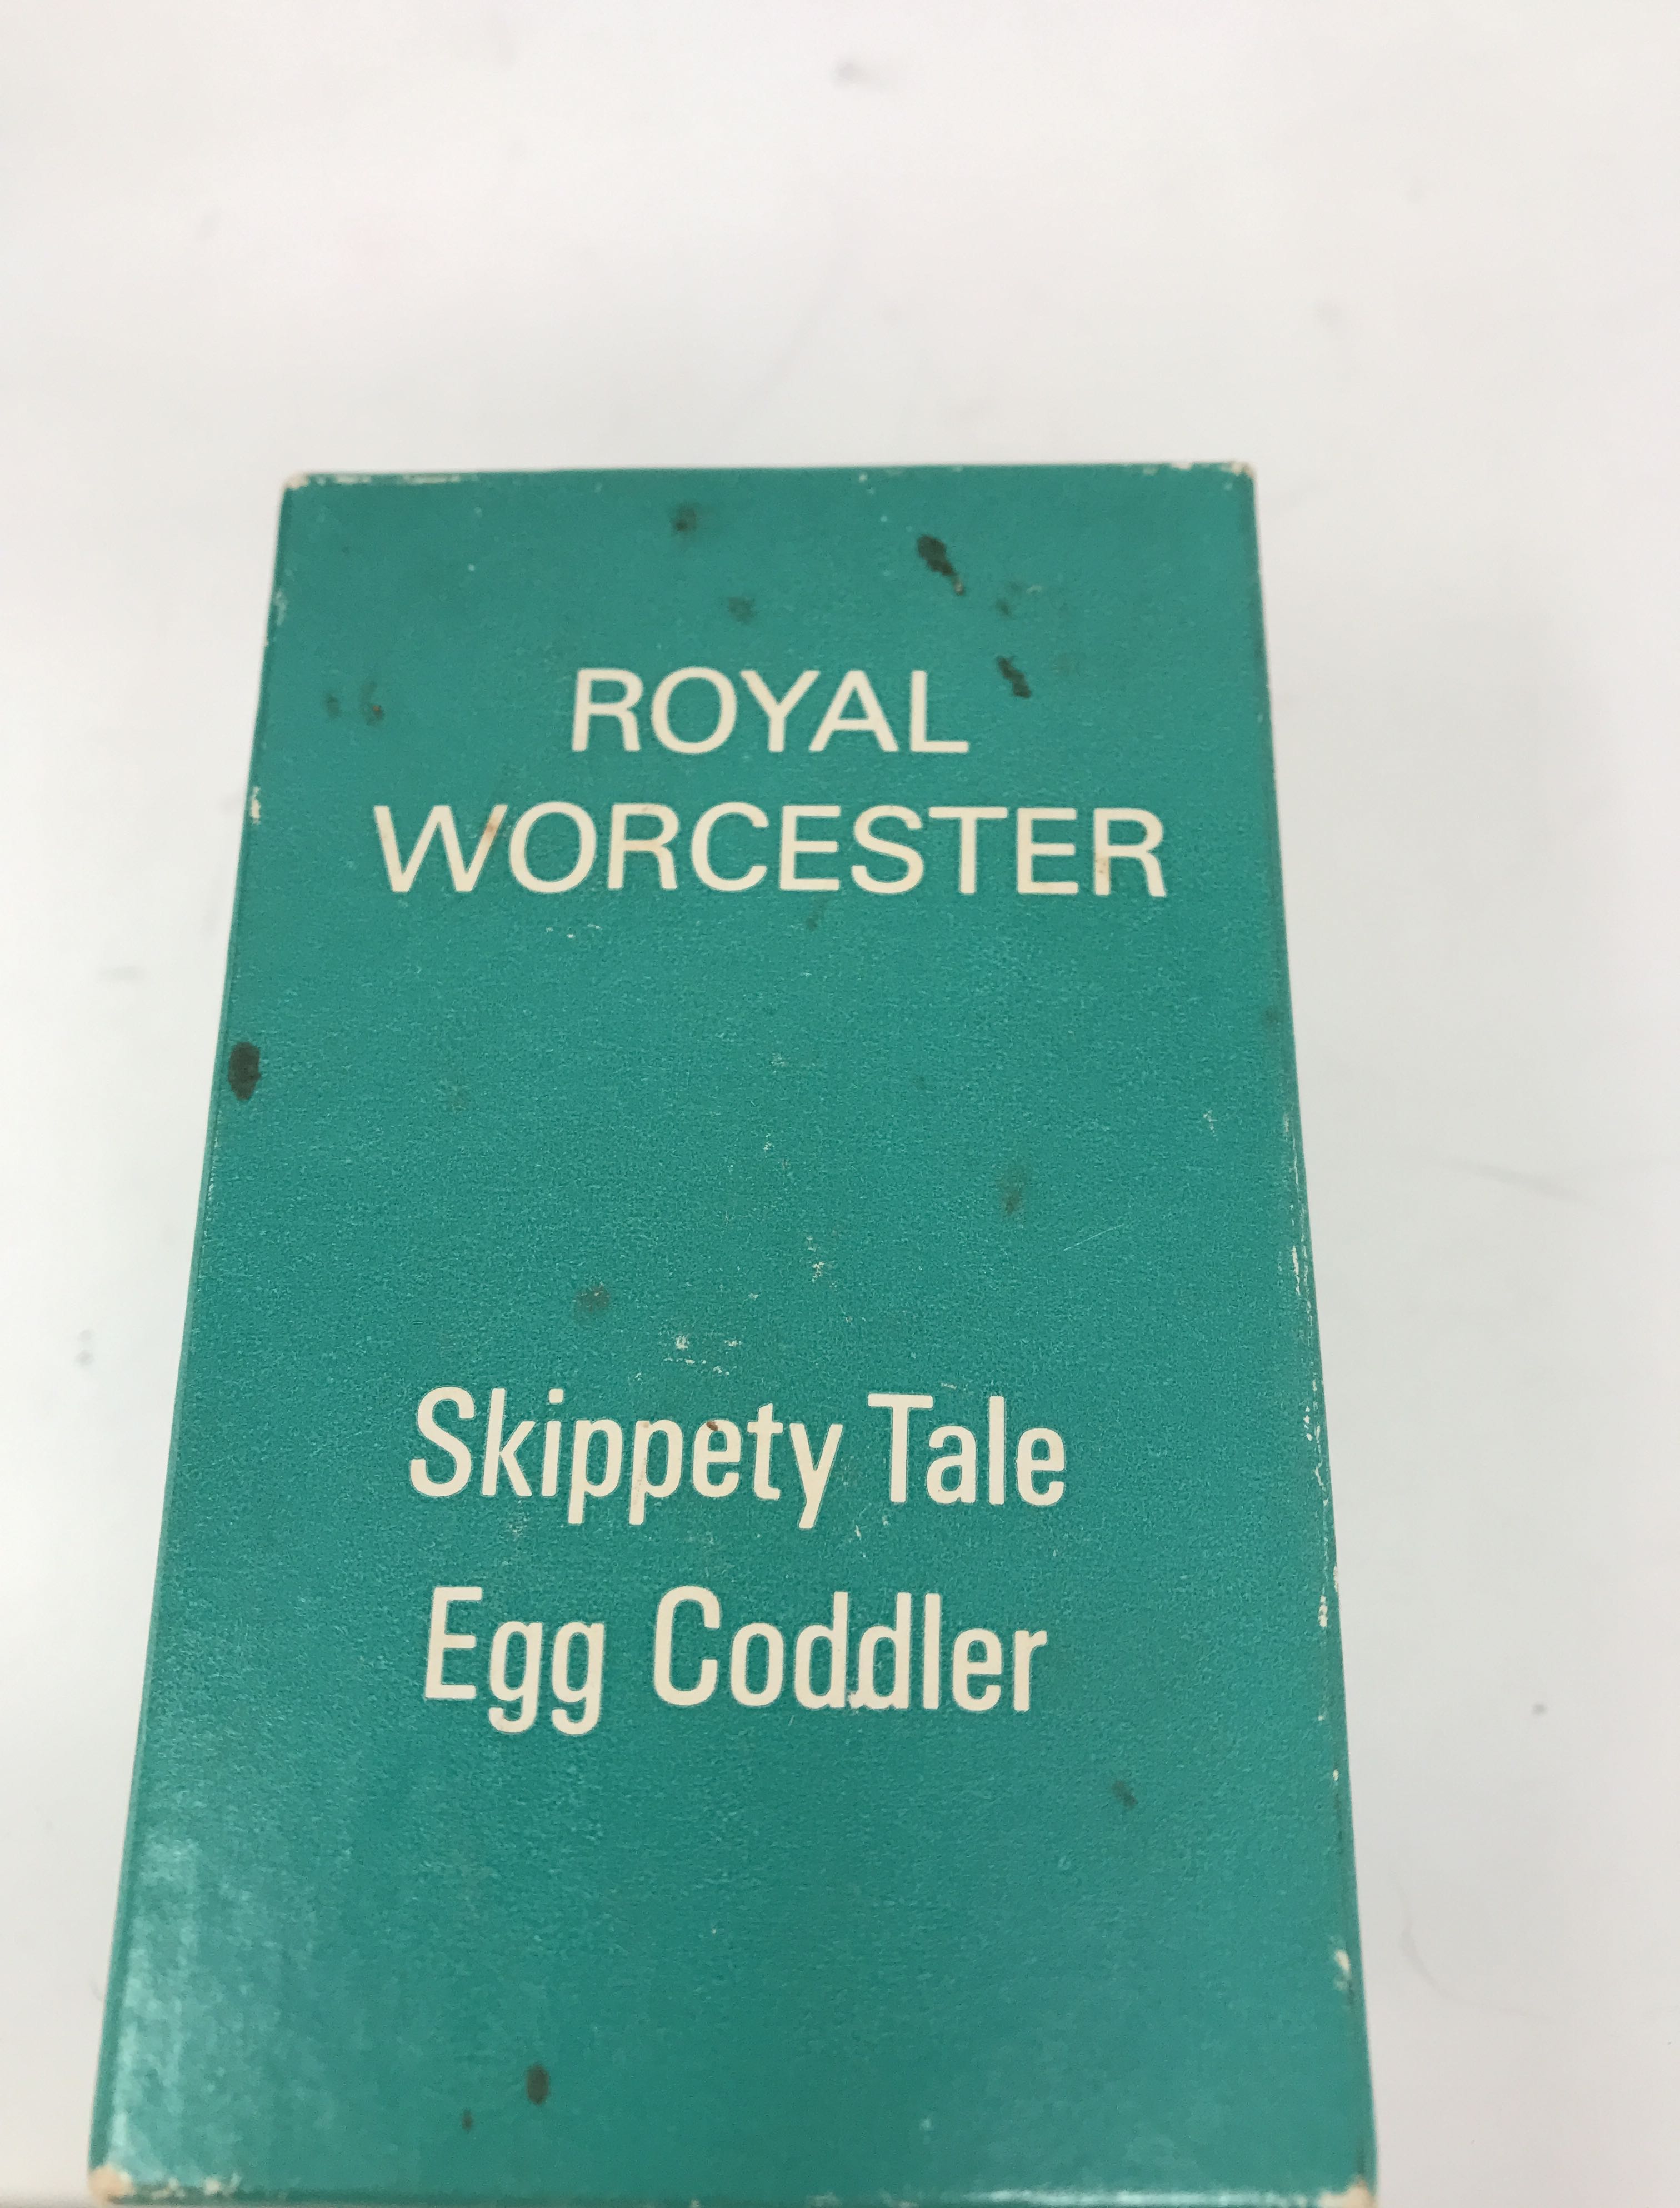 ROYAL
WORCESTER
Skippety Tale
Egg Coddler